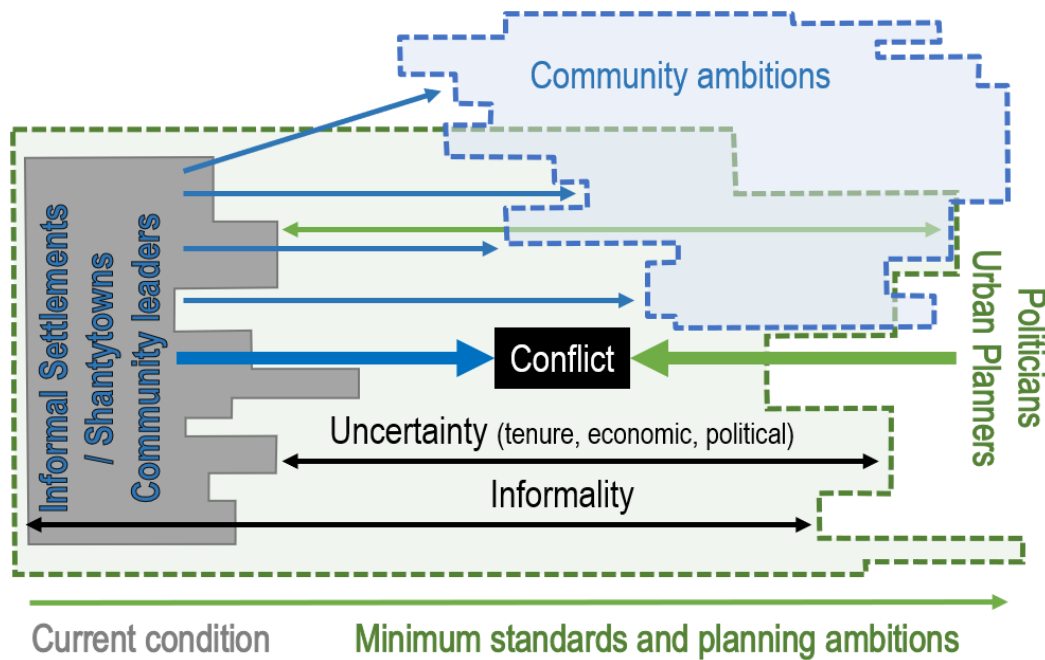 Community ambitions
Informal Settlements
/ Shantytowns
Community leaders
Conflict
Politicians
Urban Planners
Uncertainty (tenure, economic, political)
Informality
Current condition
Minimum standards and planning ambitions